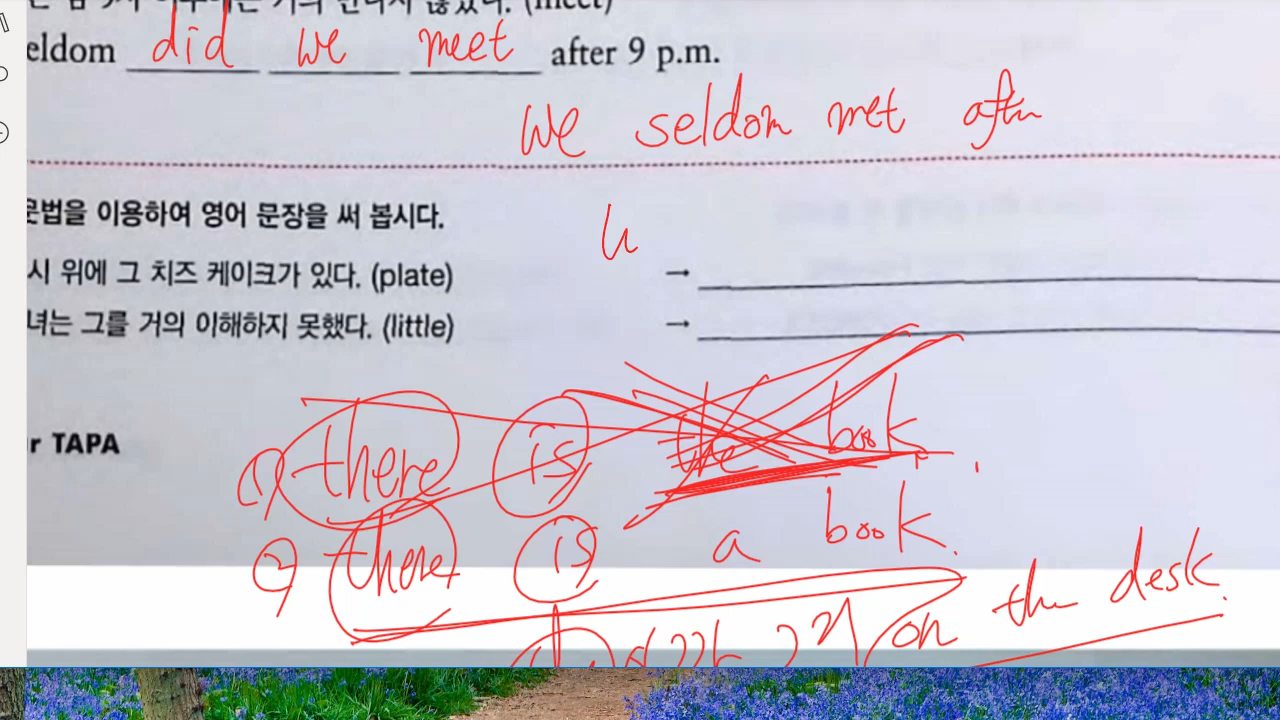 (meet)
eldom did we meet after 9 p.m.
We seldom met after
문법을 이용하여 영어 문장을 써 봅시다.
시 위에 그 치즈 케이크가 있다. (plate) →
녀는 그를 거의 이해하지 못했다. (little) →
r TAPA
1) there is the book.
2) there is a book.
on the desk.